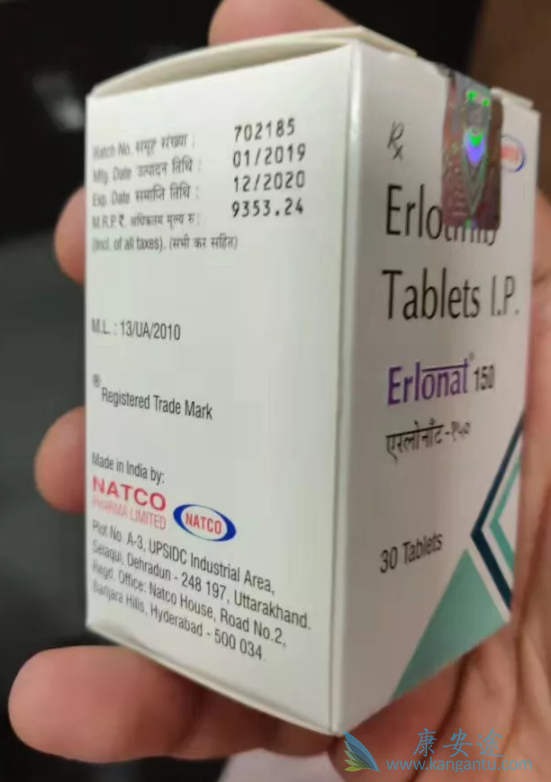 Batch No. समूह संख्या : 702185
Mfg. Date उत्पादन तिथि : 01/2019
Exp. Date समाप्ति तिथि : 12/2020
M.R.P ₹. अधिकतम मूल्य रु : 9353.24
(Incl. of all taxes). (सभी कर सहित)
M.L. : 13/UA/2010
® Registered Trade Mark
Made in India by:
NATCO
PHARMA LIMITED
NATCO
Plot No. A-3, UPSIDC Industrial Area,
Selaqui, Dehradun - 248 197, Uttarakhand.
Regd. Office: Natco House, Road No.2,
Banjara Hills, Hyderabad - 500 034.
Rx
Tablets I.P.
Erlonat® 150
एरलोनॉट-१५०
30 Tablets
康安途
www.kangantu.com